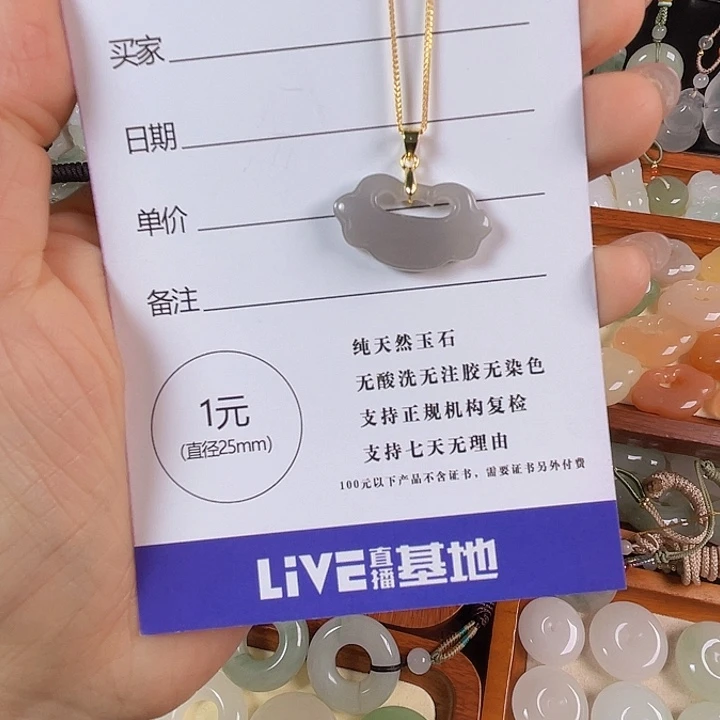 买家
日期
单价
备注
纯天然玉石
无酸洗无注胶无染色
支持正规机构复检
支持七天无理由
100元以下产品不含证书，需要证书另外付费
1元
(直径25mm)
LiVE直播基地